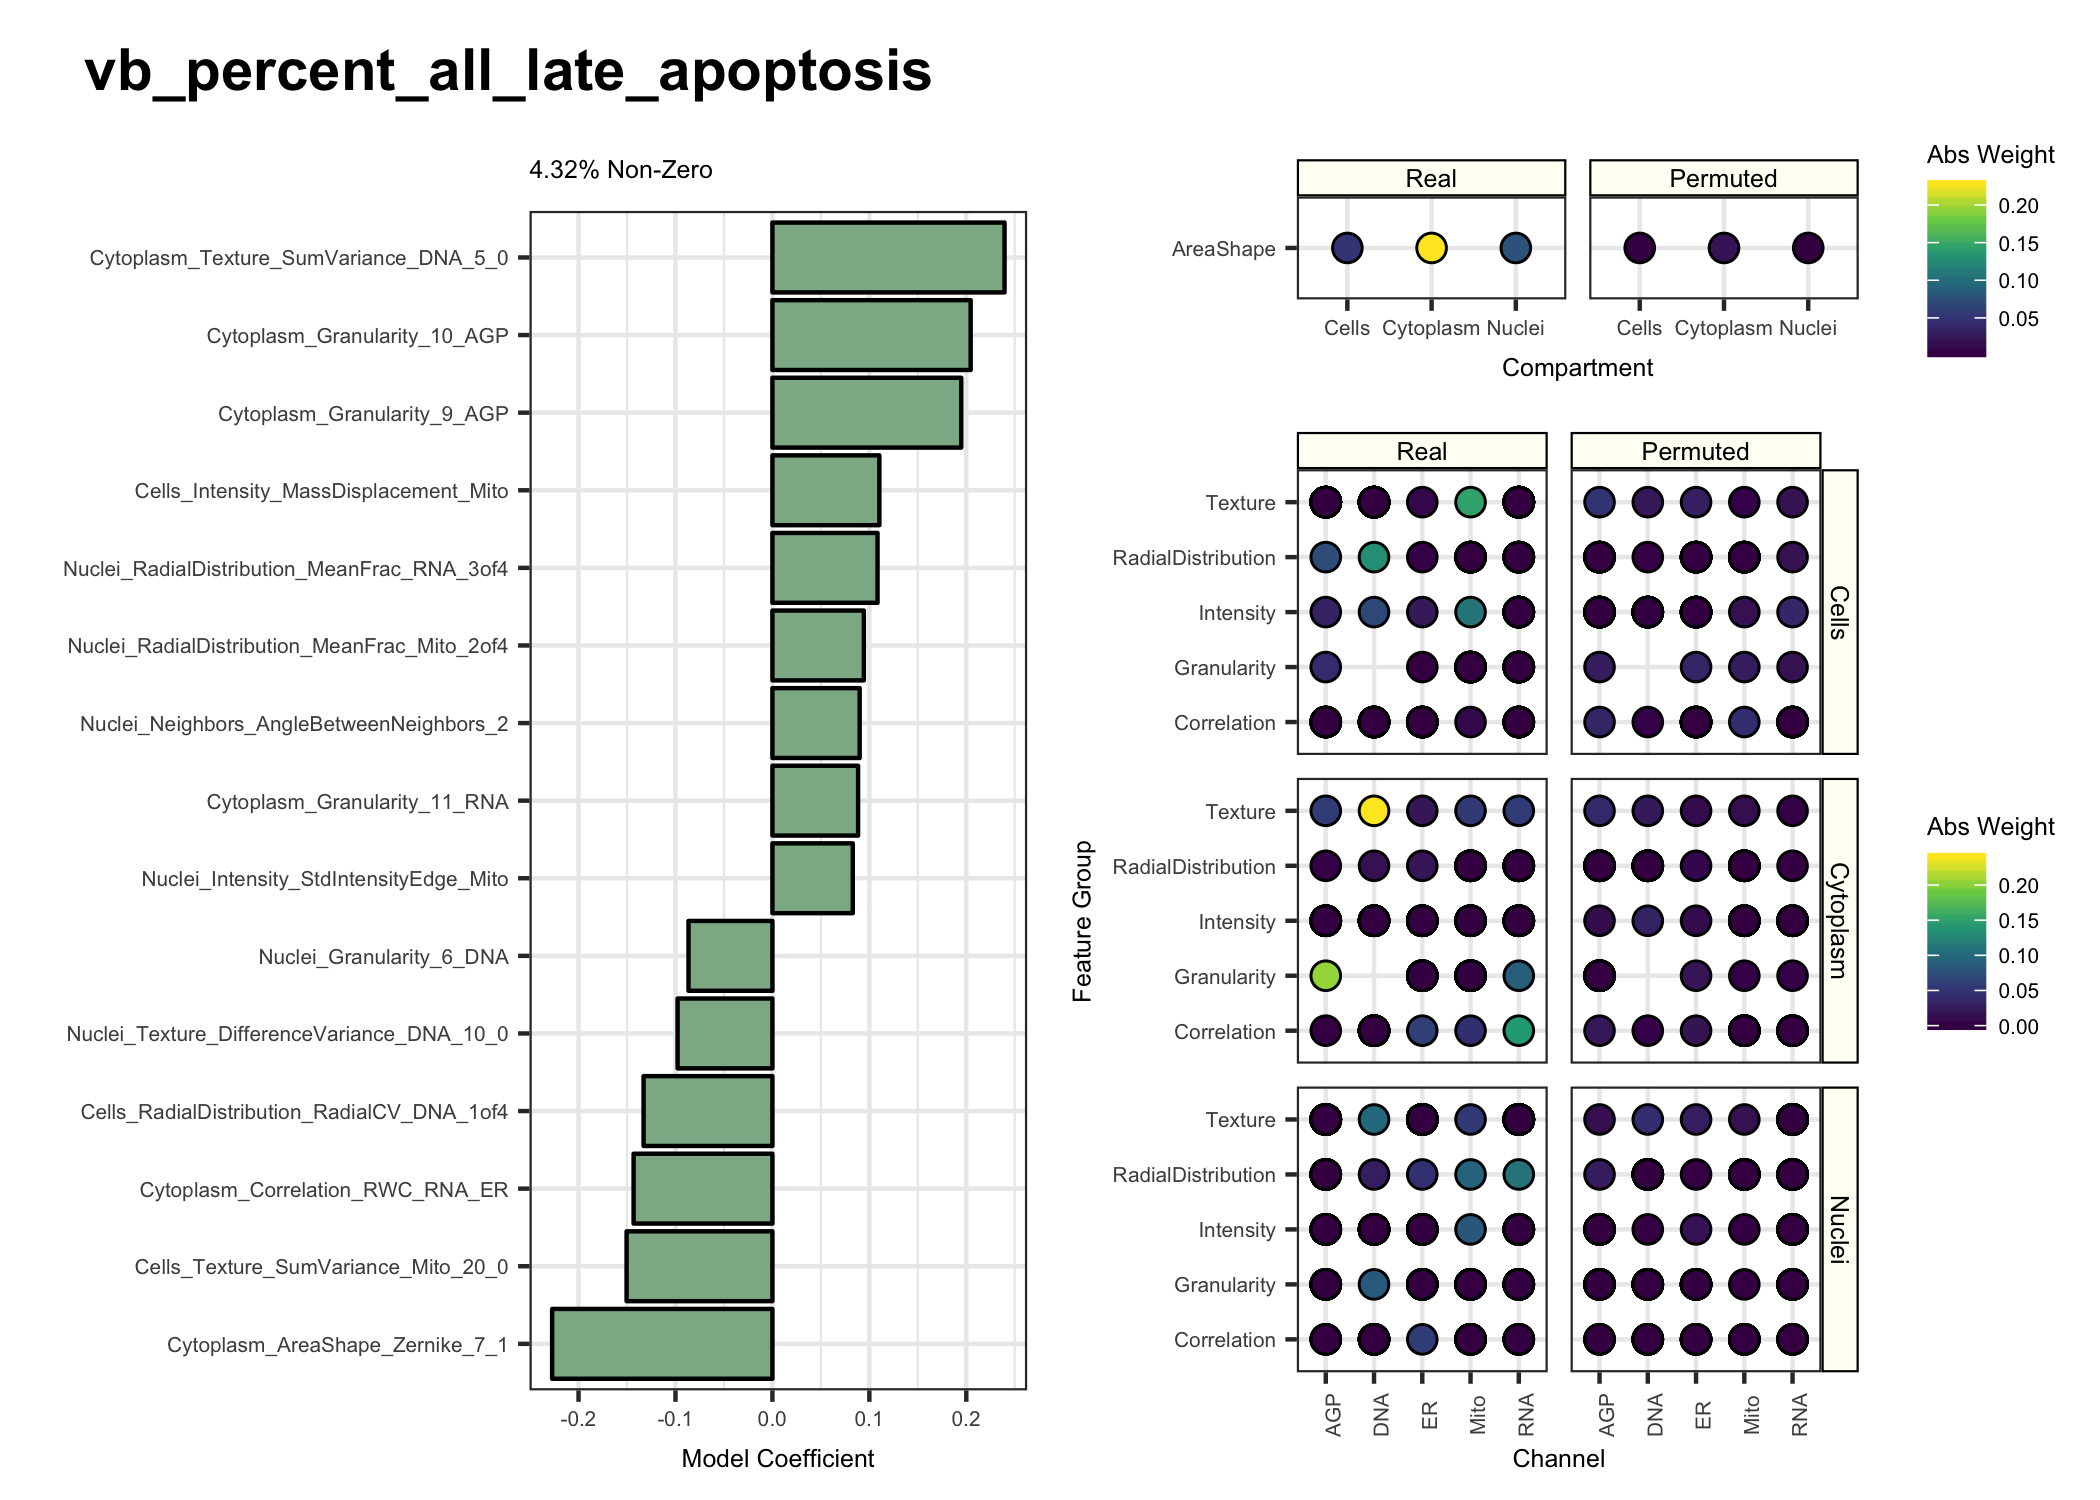 vb_percent_all_late_apoptosis
4.32% Non-Zero
Cytoplasm_Texture_SumVariance_DNA_5_0
Cytoplasm_Granularity_10_AGP
Cytoplasm_Granularity_9_AGP
Cells_Intensity_MassDisplacement_Mito
Nuclei_RadialDistribution_MeanFrac_RNA_3of4
Nuclei_RadialDistribution_MeanFrac_Mito_2of4
Nuclei_Neighbors_AngleBetweenNeighbors_2
Cytoplasm_Granularity_11_RNA
Nuclei_Intensity_StdIntensityEdge_Mito
Nuclei_Granularity_6_DNA
Nuclei_Texture_DifferenceVariance_DNA_10_0
Cells_RadialDistribution_RadialCV_DNA_1of4
Cytoplasm_Correlation_RWC_RNA_ER
Cells_Texture_SumVariance_Mito_20_0
Cytoplasm_AreaShape_Zernike_7_1
-0.2 -0.1 0.0 0.1 0.2
Model Coefficient
Real Permuted
AreaShape
Cells Cytoplasm Nuclei Cells Cytoplasm Nuclei
Compartment
Abs Weight
0.20
0.15
0.10
0.05
Real Permuted
Feature Group
Texture
RadialDistribution
Intensity
Granularity
Correlation
Cells
Texture
RadialDistribution
Intensity
Granularity
Correlation
Cytoplasm
Texture
RadialDistribution
Intensity
Granularity
Correlation
Nuclei
AGP DNA ER Mito RNA AGP DNA ER Mito RNA
Channel
Abs Weight
0.20
0.15
0.10
0.05
0.00